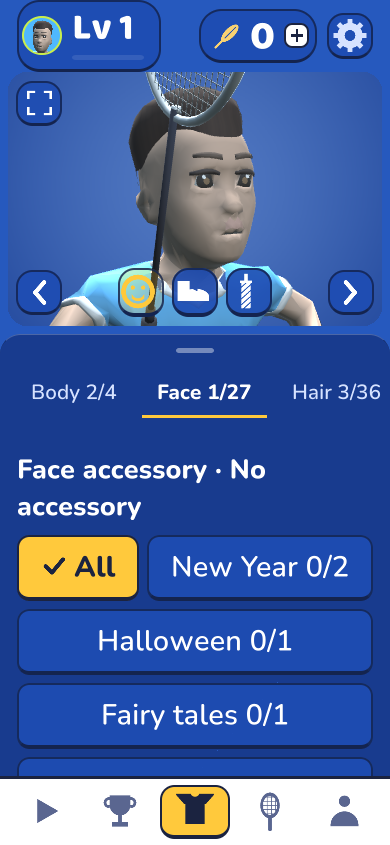 Lv 1
0
Body 2/4
Face 1/27
Hair 3/36
Face accessory · No
accessory
All
New Year 0/2
Halloween 0/1
Fairy tales 0/1